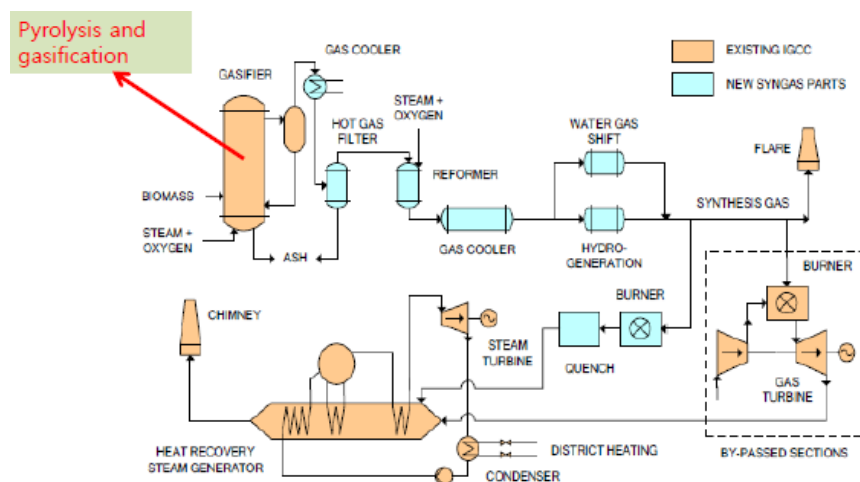 Pyrolysis and
gasification
GASIFIER
GAS COOLER
EXISTING IGCC
NEW SYNGAS PARTS
STEAM +
OXYGEN
HOT GAS
FILTER
WATER GAS
SHIFT
FLARE
REFORMER
BIOMASS
SYNTHESIS GAS
STEAM +
OXYGEN
ASH
GAS COOLER
HYDRO-
GENERATION
BURNER
CHIMNEY
BURNER
STEAM
TURBINE
QUENCH
GAS
TURBINE
HEAT RECOVERY
STEAM GENERATOR
DISTRICT HEATING
CONDENSER
BY-PASSED SECTIONS